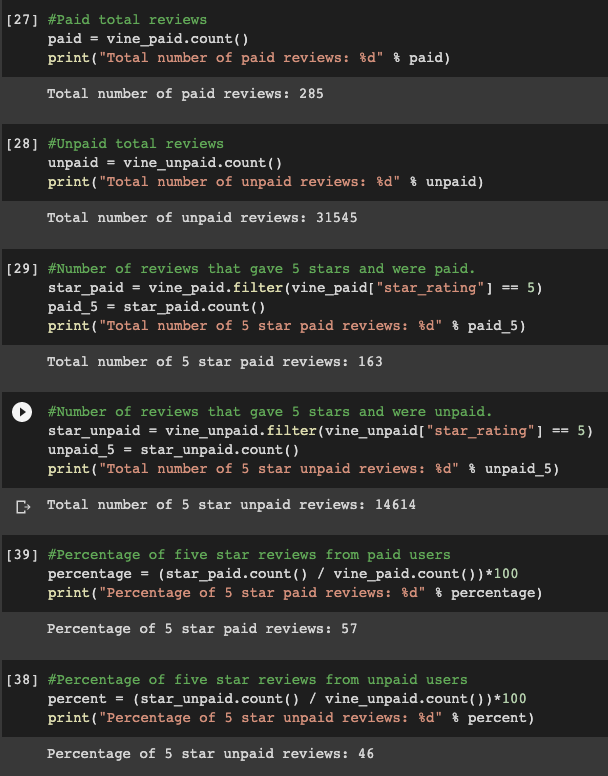 [27] #Paid total reviews
paid = vine_paid.count()
print("Total number of paid reviews: %d" % paid)
Total number of paid reviews: 285
[28] #Unpaid total reviews
unpaid = vine_unpaid.count()
print("Total number of unpaid reviews: %d" % unpaid)
Total number of unpaid reviews: 31545
[29] #Number of reviews that gave 5 stars and were paid.
star_paid = vine_paid.filter(vine_paid["star_rating"] == 5)
paid_5 = star_paid.count()
print("Total number of 5 star paid reviews: %d" % paid_5)
Total number of 5 star paid reviews: 163
#Number of reviews that gave 5 stars and were unpaid.
star_unpaid = vine_unpaid.filter(vine_unpaid["star_rating"] == 5)
unpaid_5 = star_unpaid.count()
print("Total number of 5 star unpaid reviews: %d" % unpaid_5)
Total number of 5 star unpaid reviews: 14614
[39] #Percentage of five star reviews from paid users
percentage = (star_paid.count() / vine_paid.count())*100
print("Percentage of 5 star paid reviews: %d" % percentage)
Percentage of 5 star paid reviews: 57
[38] #Percentage of five star reviews from unpaid users
percent = (star_unpaid.count() / vine_unpaid.count())*100
print("Percentage of 5 star unpaid reviews: %d" % percent)
Percentage of 5 star unpaid reviews: 46